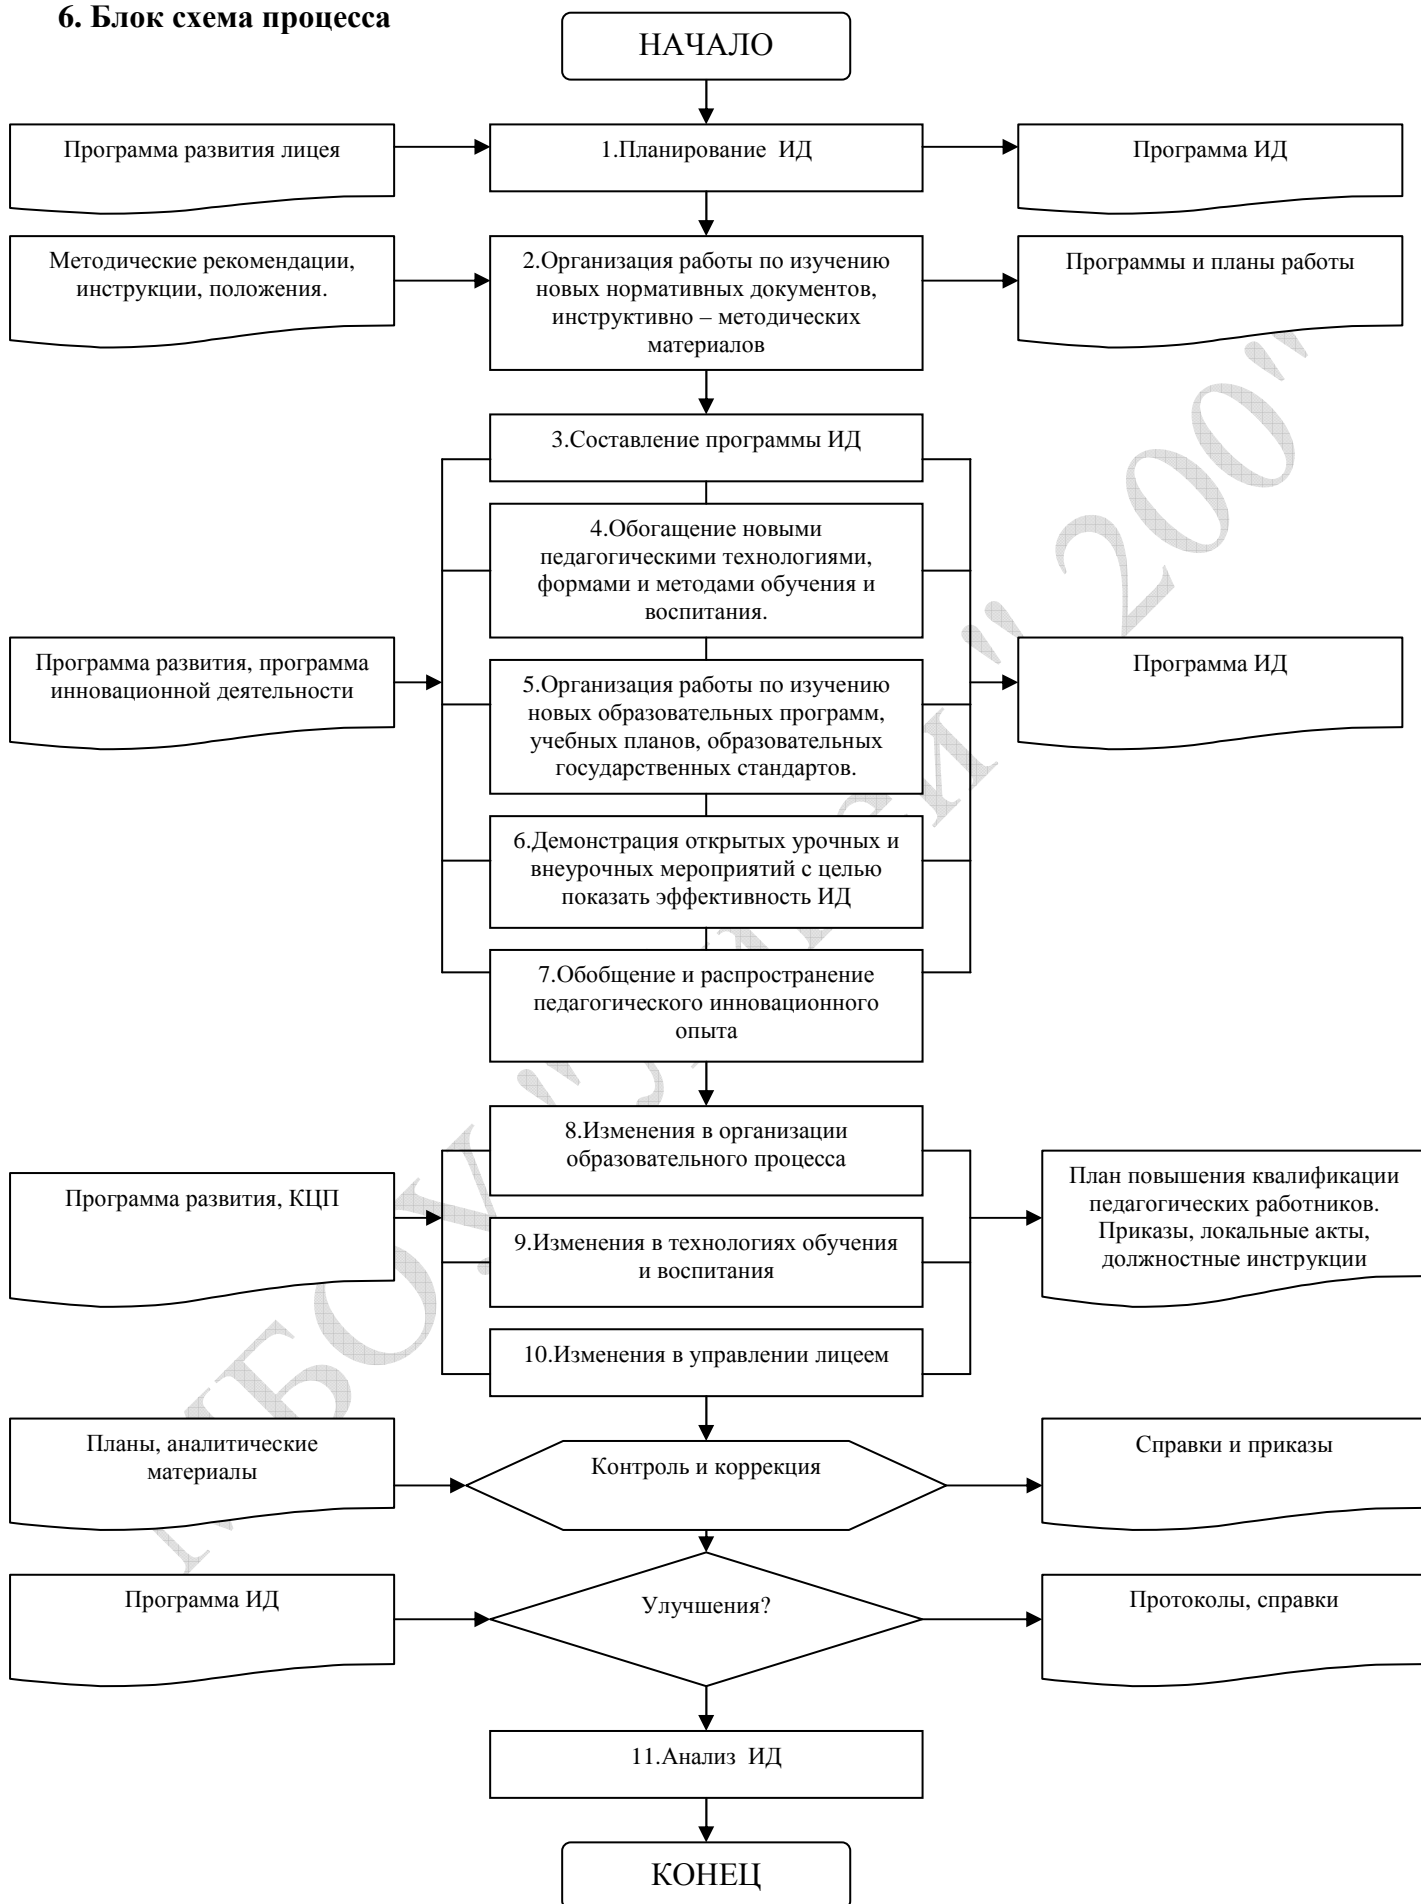 6. Блок схема процесса
НАЧАЛО
Программа развития лицея
1.Планирование ИД
Программа ИД
Методические рекомендации,
инструкции, положения.
2.Организация работы по изучению
новых нормативных документов,
инструктивно – методических
материалов
Программы и планы работы
3.Составление программы ИД
4.Обогащение новыми
педагогическими технологиями,
формами и методами обучения и
воспитания.
Программа развития, программа
инновационной деятельности
5.Организация работы по изучению
новых образовательных программ,
учебных планов, образовательных
государственных стандартов.
Программа ИД
6.Демонстрация открытых урочных и
внеурочных мероприятий с целью
показать эффективность ИД
7.Обобщение и распространение
педагогического инновационного
опыта
8.Изменения в организации
образовательного процесса
Программа развития, КЦП
9.Изменения в технологиях обучения
и воспитания
План повышения квалификации
педагогических работников.
Приказы, локальные акты,
должностные инструкции
10.Изменения в управлении лицеем
Планы, аналитические
материалы
Контроль и коррекция
Справки и приказы
Программа ИД
Улучшения?
Протоколы, справки
11.Анализ ИД
КОНЕЦ